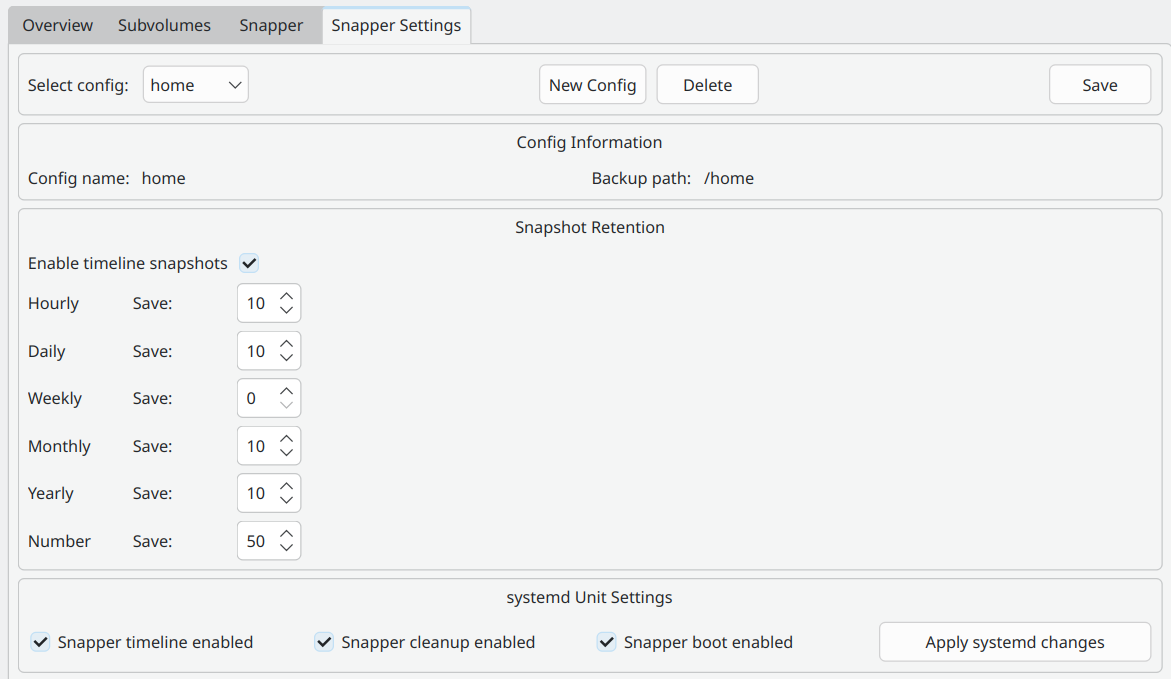 Overview Subvolumes Snapper Snapper Settings
Select config: home New Config Delete Save
Config Information
Config name: home Backup path: /home
Snapshot Retention
Enable timeline snapshots
Hourly Save: 10
Daily Save: 10
Weekly Save: 0
Monthly Save: 10
Yearly Save: 10
Number Save: 50
systemd Unit Settings
Snapper timeline enabled Snapper cleanup enabled Snapper boot enabled Apply systemd changes